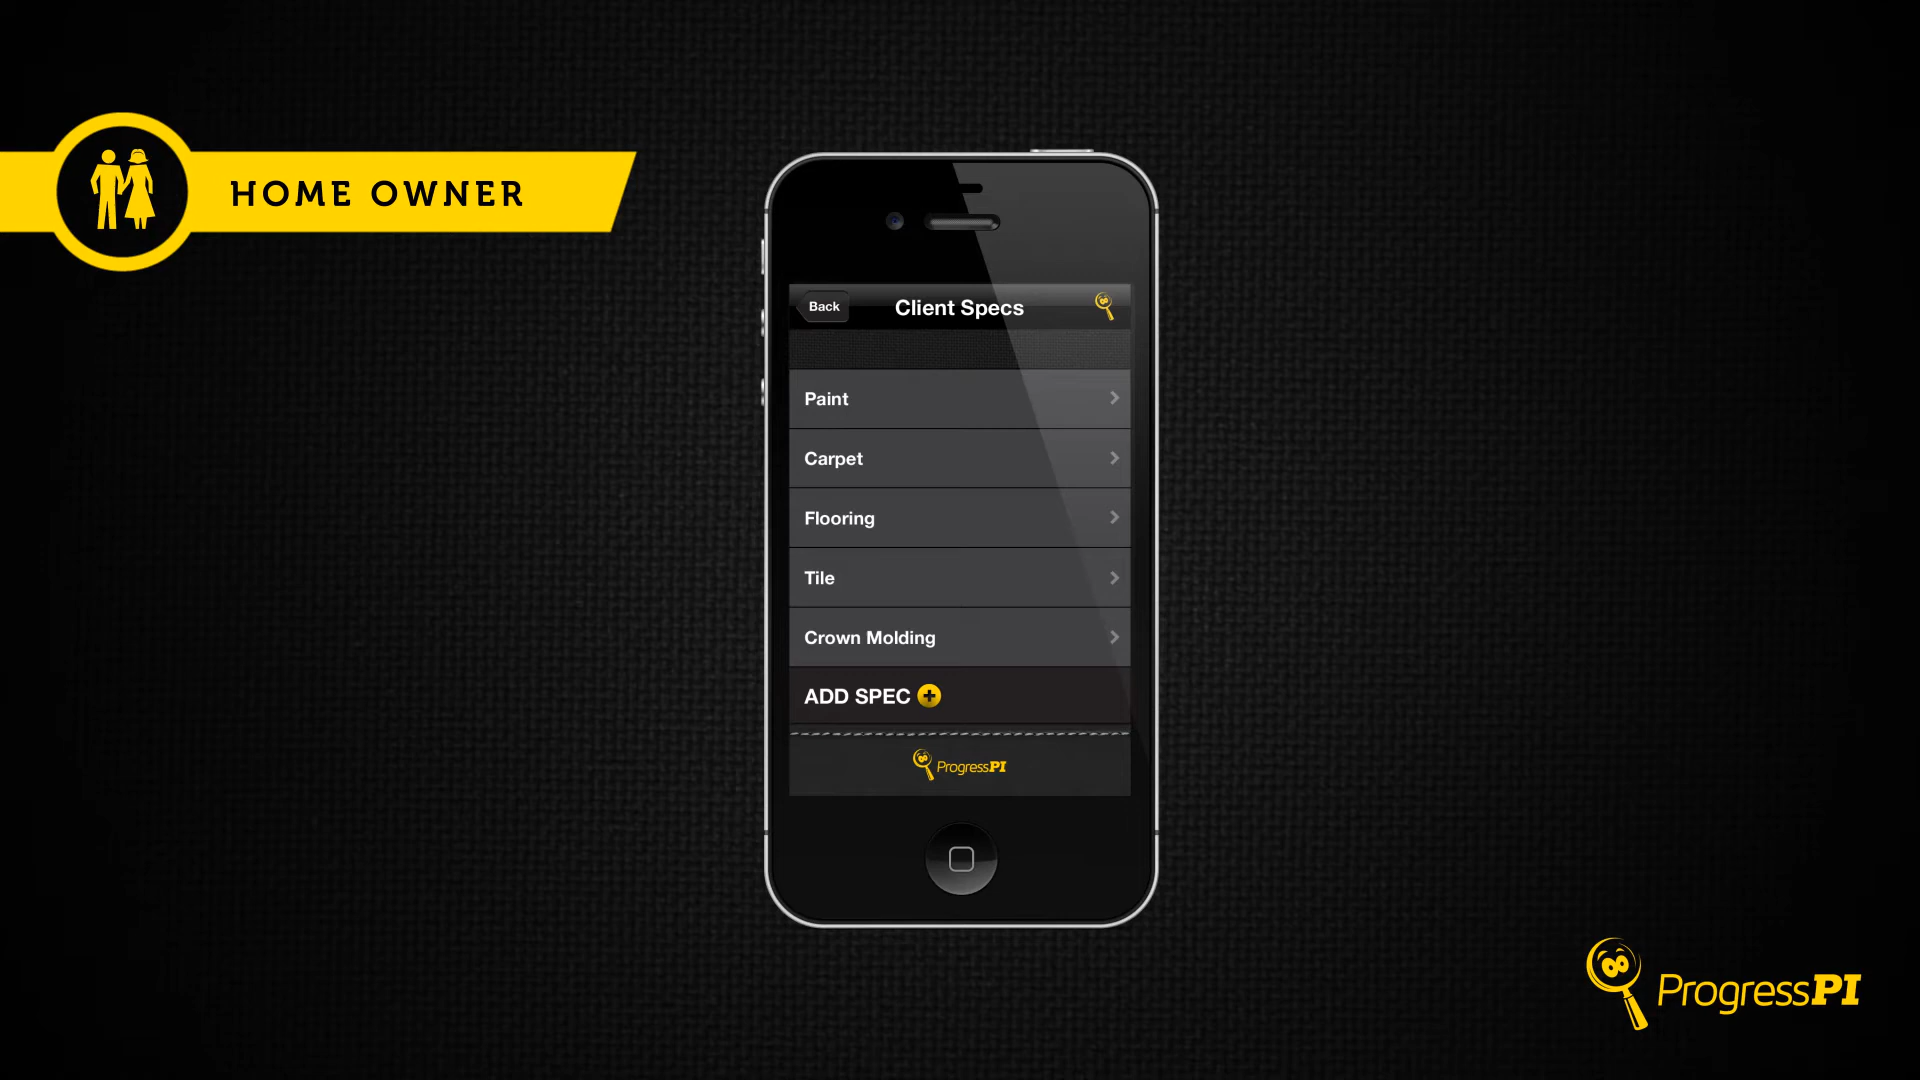 HOME OWNER
Back
Client Specs
Paint
Carpet
Flooring
Tile
Crown Molding
ADD SPEC
ProgressPI
ProgressPI